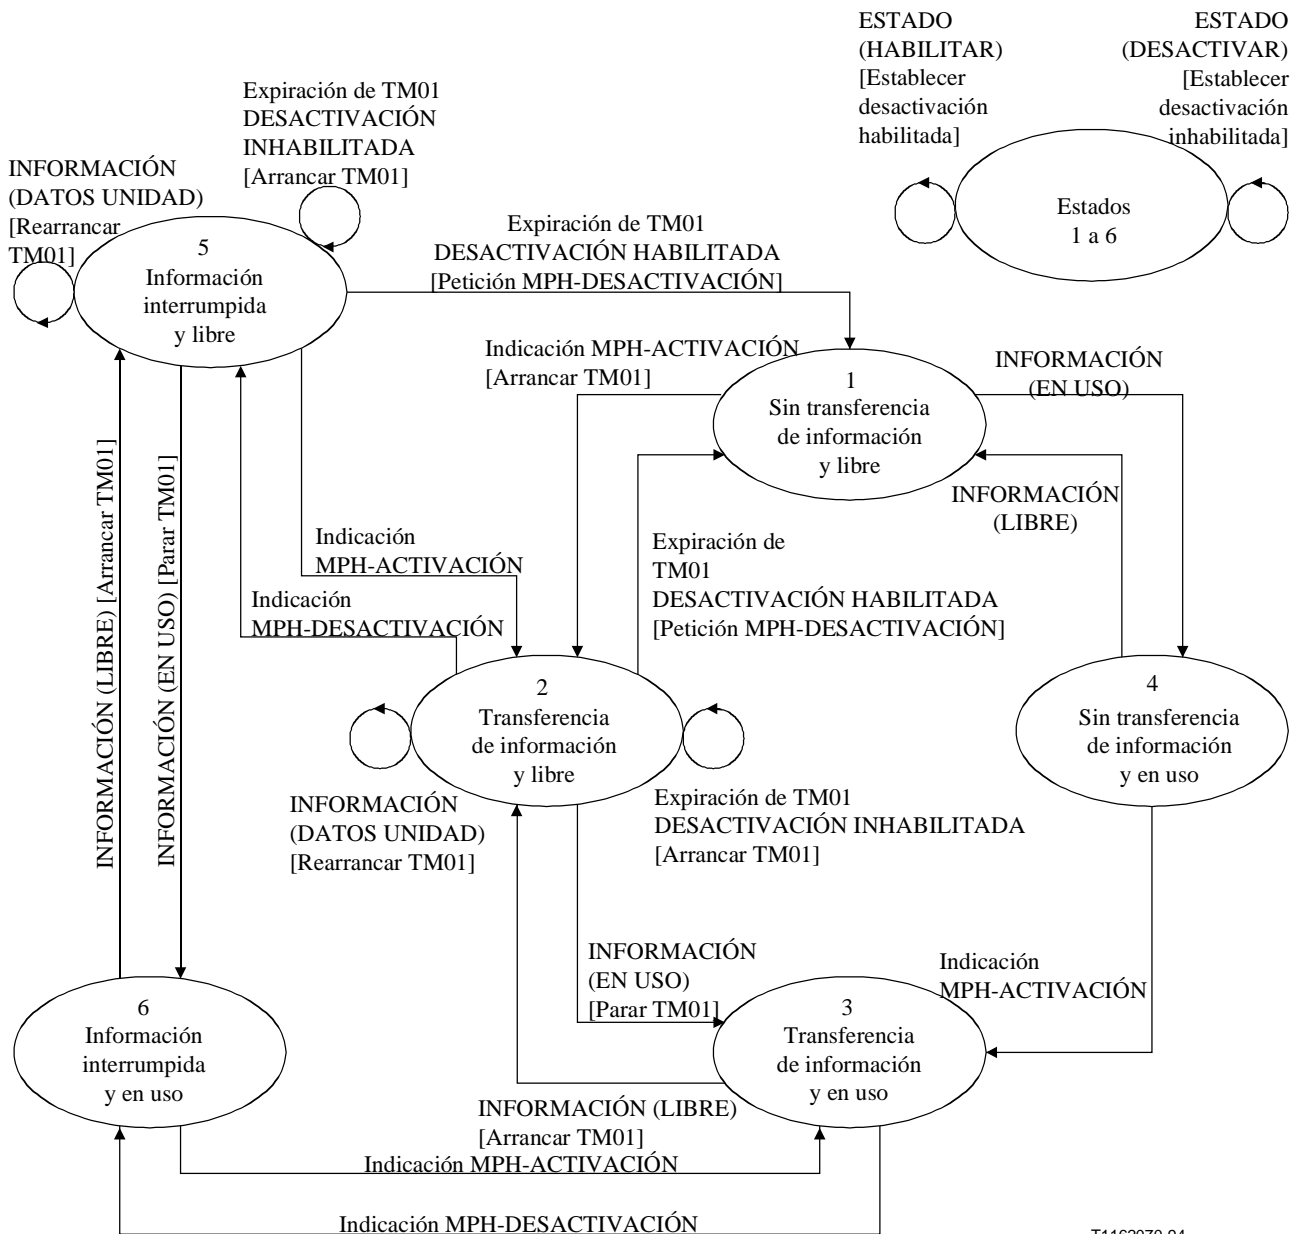 ESTADO
(HABILITAR)
[Establecer
desactivación
habilitada]
ESTADO
(DESACTIVAR)
[Establecer
desactivación
inhabilitada]
Estados
1 a 6
Expiración de TM01
DESACTIVACIÓN
INHABILITADA
[Arrancar TM01]
INFORMACIÓN
(DATOS UNIDAD)
[Rearrancar
TM01]
5
Información
interrumpida
y libre
Expiración de TM01
DESACTIVACIÓN HABILITADA
[Petición MPH-DESACTIVACIÓN]
Indicación MPH-ACTIVACIÓN
[Arrancar TM01]
1
Sin transferencia
de información
y libre
INFORMACIÓN
(EN USO)
INFORMACIÓN
(LIBRE)
INFORMACIÓN (LIBRE) [Arrancar TM01]
INFORMACIÓN (EN USO) [Parar TM01]
Indicación
MPH-ACTIVACIÓN
Indicación
MPH-DESACTIVACIÓN
Expiración de
TM01
DESACTIVACIÓN HABILITADA
[Petición MPH-DESACTIVACIÓN]
2
Transferencia
de información
y libre
4
Sin transferencia
de información
y en uso
INFORMACIÓN
(DATOS UNIDAD)
[Rearrancar TM01]
Expiración de TM01
DESACTIVACIÓN INHABILITADA
[Arrancar TM01]
INFORMACIÓN
(EN USO)
[Parar TM01]
Indicación
MPH-ACTIVACIÓN
6
Información
interrumpida
y en uso
3
Transferencia
de información
y en uso
INFORMACIÓN (LIBRE)
[Arrancar TM01]
Indicación MPH-ACTIVACIÓN
Indicación MPH-DESACTIVACIÓN